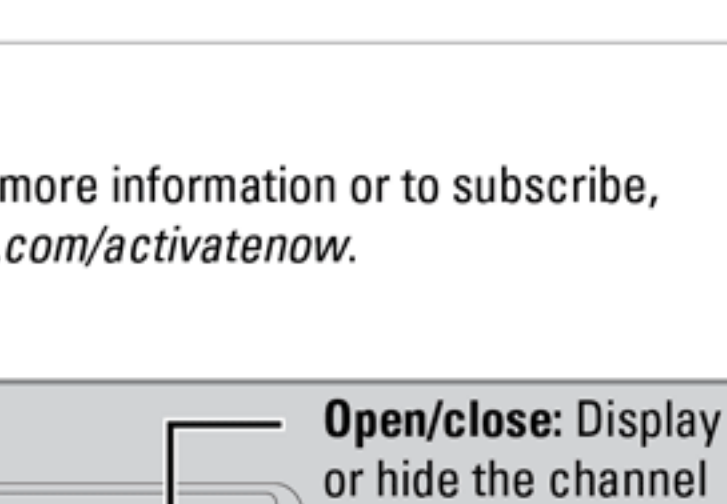 more information or to subscribe,
.com/activatenow.
Open/close: Display
or hide the channel